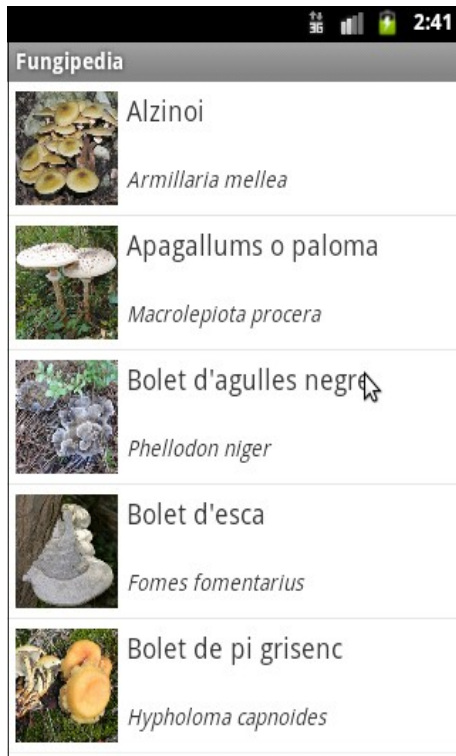 3G
2:41
Fungipedia
Alzinoi
Armillaria mellea
Apagallums o paloma
Macrolepiota procera
Bolet d'agulles negre
Phellodon niger
Bolet d'esca
Fomes fomentarius
Bolet de pi grisenc
Hypholoma capnoides